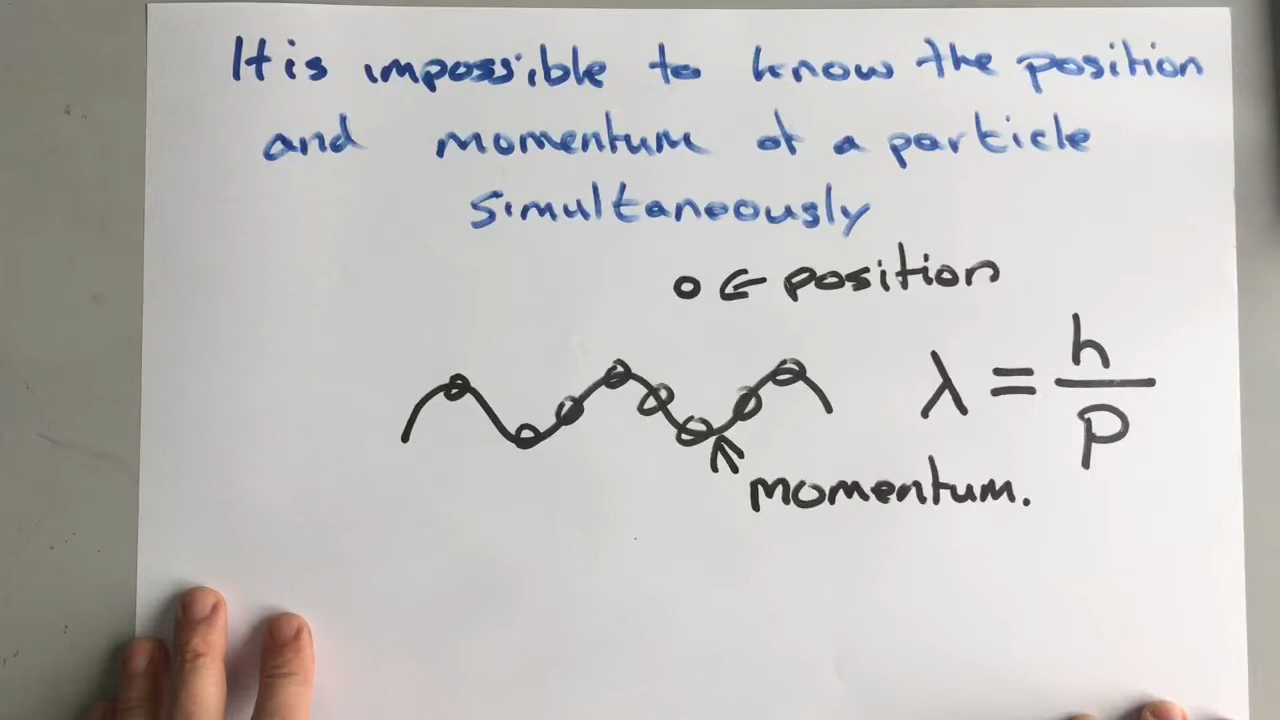 It is impossible to know the position
and momentum of a particle
simultaneously
← position
λ = h/p
momentum.